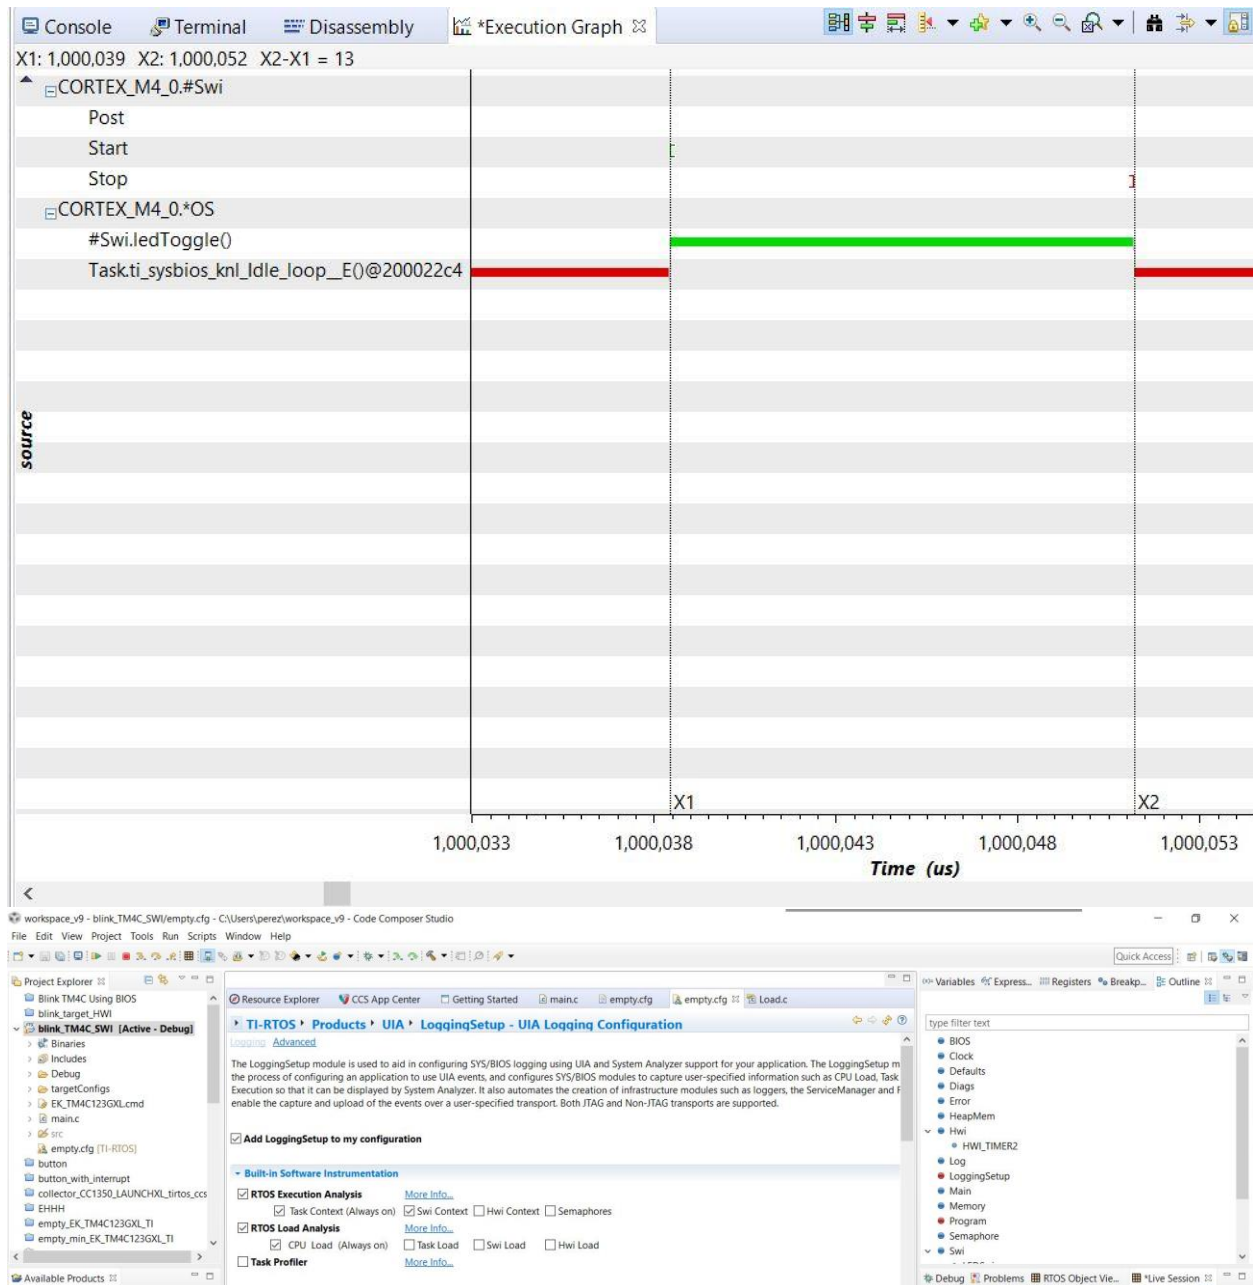 Console Terminal Disassembly *Execution Graph
X1: 1,000,039 X2: 1,000,052 X2-X1 = 13
CORTEX_M4_0.#Swi
Post
Start
Stop
CORTEX_M4_0.*OS
#Swi.ledToggle()
Task.ti_sysbios_knl_Idle_loop__E()@200022c4
source
X1 X2
1,000,033 1,000,038 1,000,043 1,000,048 1,000,053
Time (us)
workspace_v9 - blink_TM4C_SWI/empty.cfg - C:\Users\perez\workspace_v9 - Code Composer Studio
File Edit View Project Tools Run Scripts Window Help
Quick Access
Project Explorer
Blink TM4C Using BIOS
blink_target_HWI
blink_TM4C_SWI [Active - Debug]
Binaries
Includes
Debug
targetConfigs
EK_TM4C123GXL.cmd
main.c
src
empty.cfg [TI-RTOS]
button
button_with_interrupt
collector_CC1350_LAUNCHXL_tirtos_ccs
EHHH
empty_EK_TM4C123GXL_TI
empty_min_EK_TM4C123GXL_TI
Available Products
Resource Explorer CCS App Center Getting Started main.c empty.cfg empty.cfg Load.c
TI-RTOS Products UIA LoggingSetup - UIA Logging Configuration
Logging Advanced
The LoggingSetup module is used to aid in configuring SYS/BIOS logging using UIA and System Analyzer support for your application. The LoggingSetup m
the process of configuring an application to use UIA events, and configures SYS/BIOS modules to capture user-specified information such as CPU Load, Task
Execution so that it can be displayed by System Analyzer. It also automates the creation of infrastructure modules such as loggers, the ServiceManager and R
enable the capture and upload of the events over a user-specified transport. Both JTAG and Non-JTAG transports are supported.
Add LoggingSetup to my configuration
Built-in Software Instrumentation
RTOS Execution Analysis More Info...
Task Context (Always on) Swi Context Hwi Context Semaphores
RTOS Load Analysis More Info...
CPU Load (Always on) Task Load Swi Load Hwi Load
Task Profiler More Info...
Variables Express... Registers Breakp... Outline
type filter text
BIOS
Clock
Defaults
Diags
Error
HeapMem
Hwi
HWI_TIMER2
Log
LoggingSetup
Main
Memory
Program
Semaphore
Swi
Debug Problems RTOS Object Vie... *Live Session